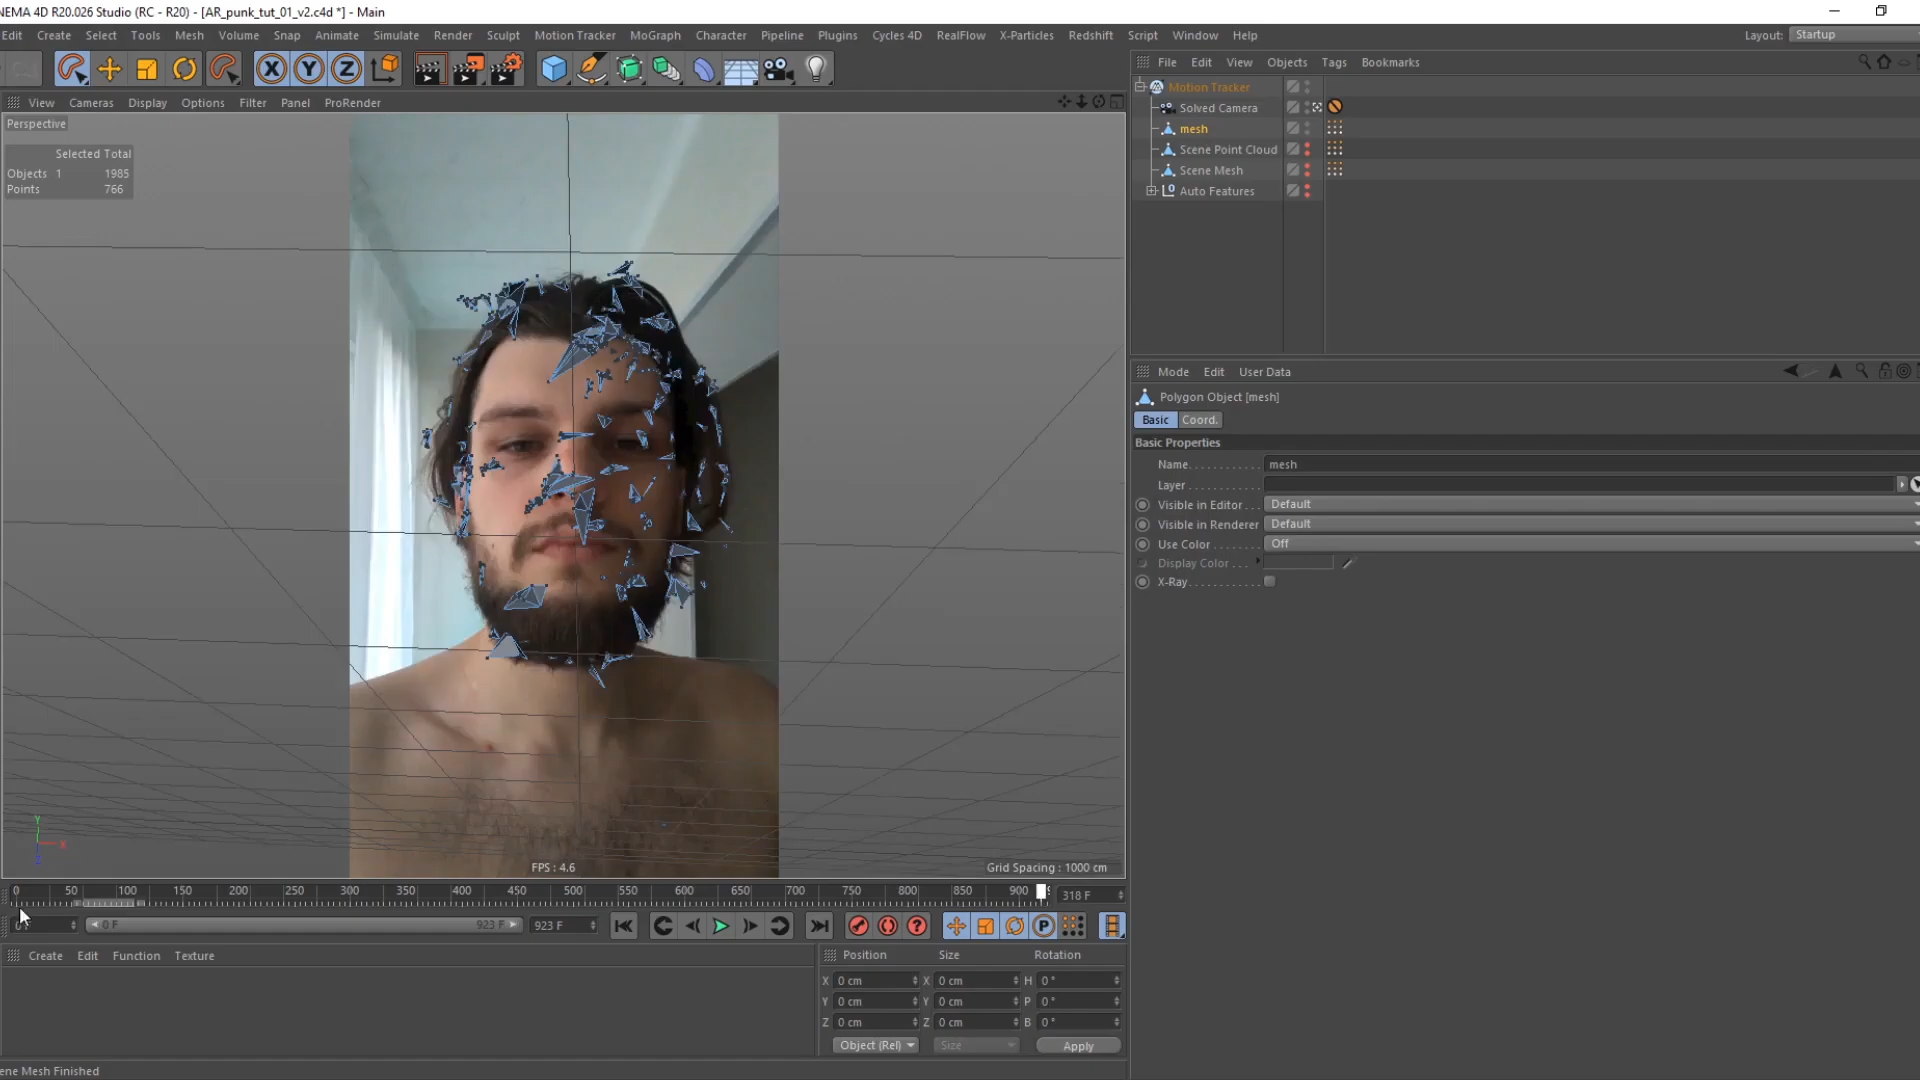 NEMA 4D R20.026 Studio (RC - R20) - [AR_punk_tut_01_v2.c4d *] - Main
Edit Create Select Tools Mesh Volume Snap Animate Simulate Render Sculpt Motion Tracker MoGraph Character Pipeline Plugins Cycles 4D RealFlow X-Particles Redshift Script Window Help Layout: Startup
X Y Z
File Edit View Objects Tags Bookmarks
Motion Tracker
Solved Camera
mesh
Scene Point Cloud
Scene Mesh
Auto Features
View Cameras Display Options Filter Panel ProRender
Perspective
Selected Total
Objects 1 1985
Points 766
Mode Edit User Data
Polygon Object [mesh]
Basic Coord.
Basic Properties
Name mesh
Layer
Visible in Editor Default
Visible in Renderer Default
Use Color Off
Display Color
X-Ray
Y
X
Z
FPS : 4.6
Grid Spacing : 1000 cm
0 50 100 150 200 250 300 350 400 450 500 550 600 650 700 750 800 850 900 318 F
0 F 923 F 923 F
P
Create Edit Function Texture
Position Size Rotation
X 0 cm X 0 cm H 0 °
Y 0 cm Y 0 cm P 0 °
Z 0 cm Z 0 cm B 0 °
Object (Rel) Size Apply
ene Mesh Finished